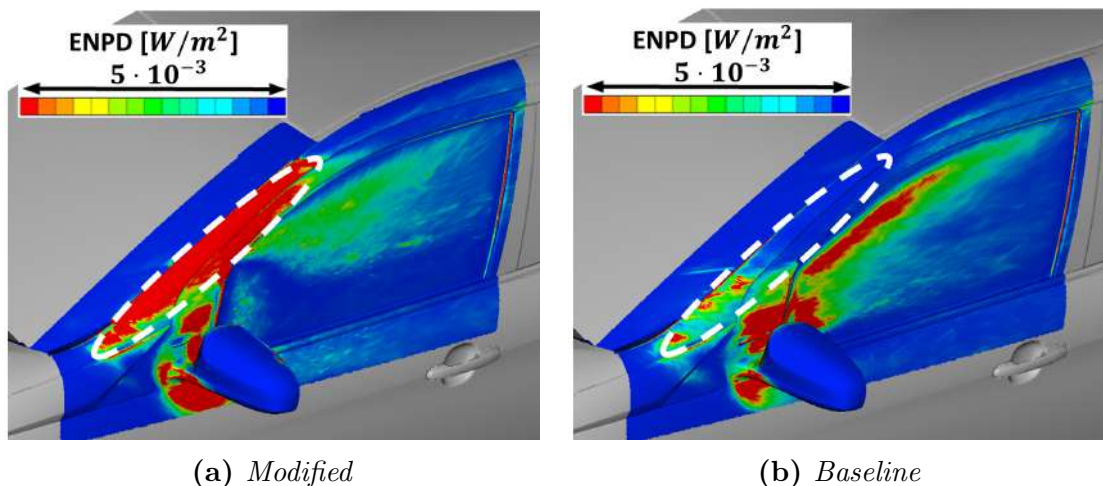 ENPD [W/m²]
5 · 10⁻³
ENPD [W/m²]
5 · 10⁻³
(a) Modified
(b) Baseline